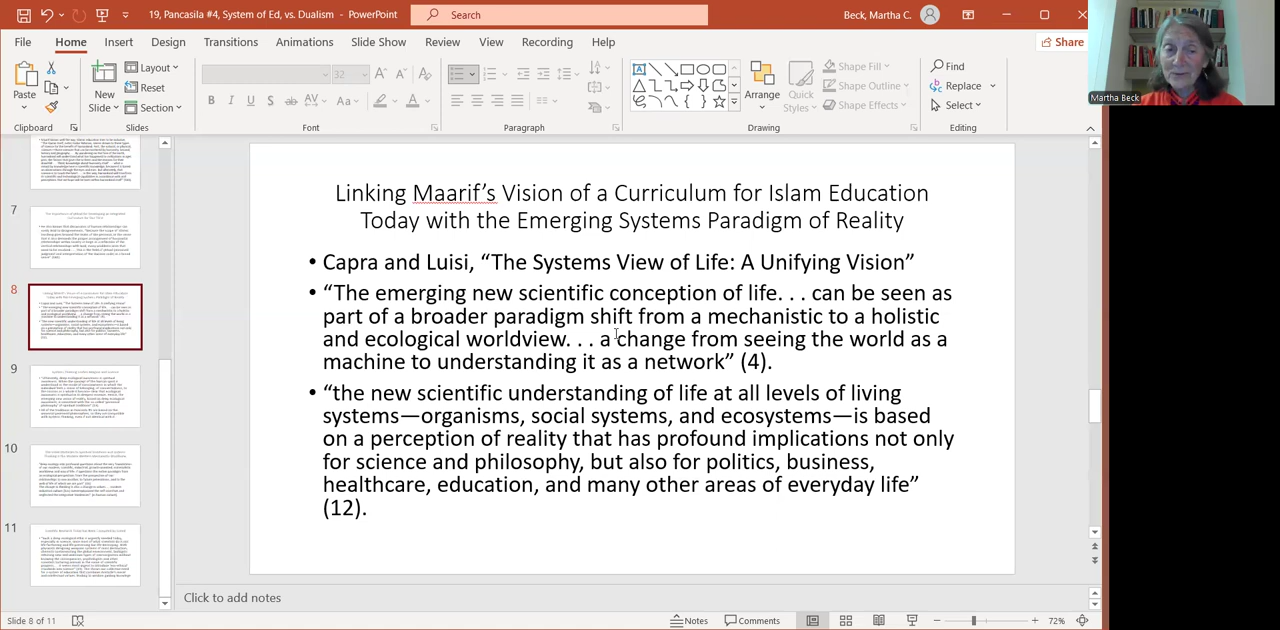 19, Pancasila #4, System of Ed, vs. Dualism - PowerPoint
Search
Beck, Martha C.
File Home Insert Design Transitions Animations Slide Show Review View Recording Help
Share
Paste
New Slide
Layout
Reset
Section
32
Arrange
Quick Styles
Shape Fill
Shape Outline
Shape Effects
Find
Replace
Select
Clipboard Slides Font Paragraph Drawing Editing
Martha Beck
7
8
9
10
11
Linking Maarif’s Vision of a Curriculum for Islam Education
Today with the Emerging Systems Paradigm of Reality
• Capra and Luisi, “The Systems View of Life: A Unifying Vision”
• “The emerging new scientific conception of life. . . can be seen as
part of a broader paradigm shift from a mechanistic to a holistic
and ecological worldview. . . a change from seeing the world as a
machine to understanding it as a network” (4).
• “the new scientific understanding of life at all levels of living
systems—organisms, social systems, and ecosystems—is based
on a perception of reality that has profound implications not only
for science and philosophy, but also for politics, business,
healthcare, education, and many other areas of everyday life”
(12).
Click to add notes
Slide 8 of 11
Notes
Comments
72%